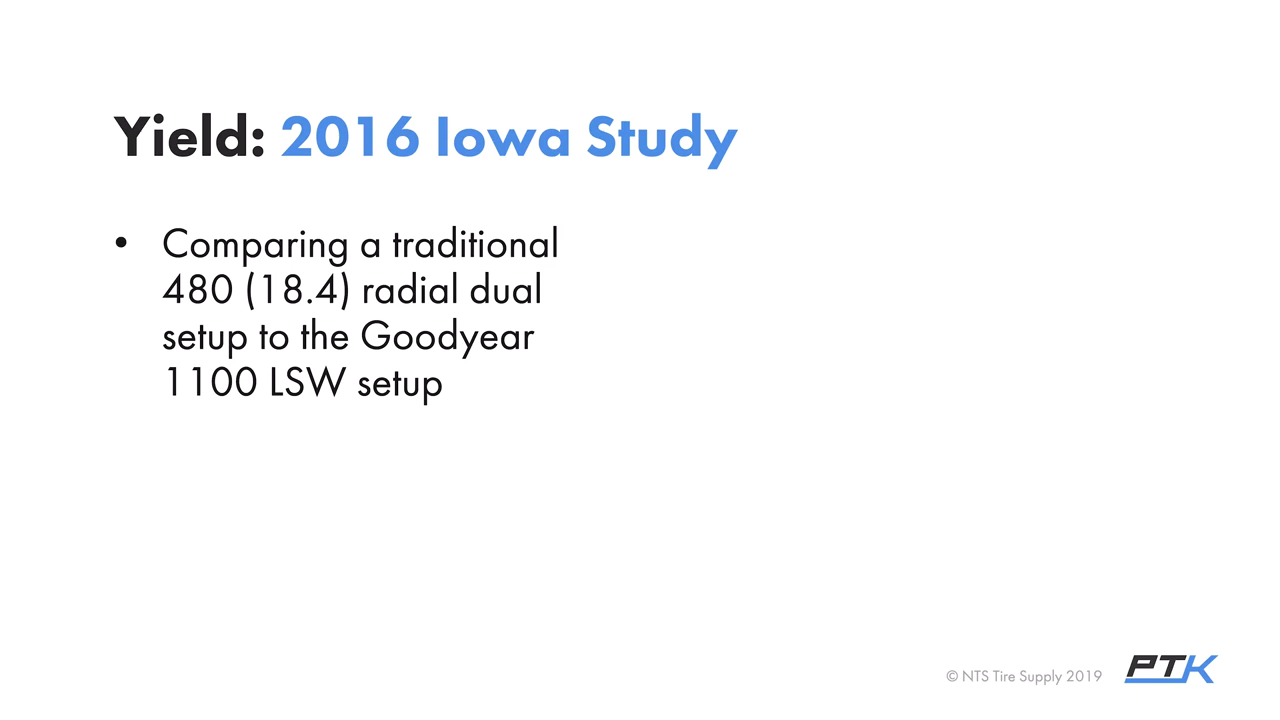 Yield: 2016 Iowa Study
• Comparing a traditional
480 (18.4) radial dual
setup to the Goodyear
1100 LSW setup
© NTS Tire Supply 2019
PTK